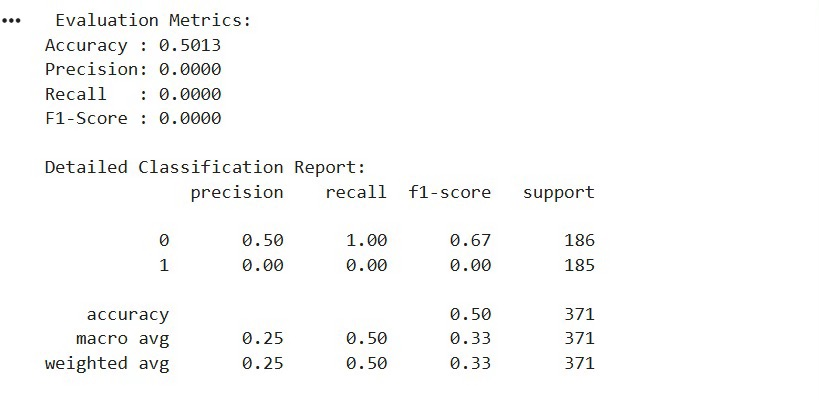 ••• Evaluation Metrics:
Accuracy : 0.5013
Precision: 0.0000
Recall   : 0.0000
F1-Score : 0.0000
Detailed Classification Report:
precision    recall  f1-score   support
0       0.50      1.00      0.67       186
1       0.00      0.00      0.00       185
accuracy                           0.50       371
macro avg       0.25      0.50      0.33       371
weighted avg       0.25      0.50      0.33       371